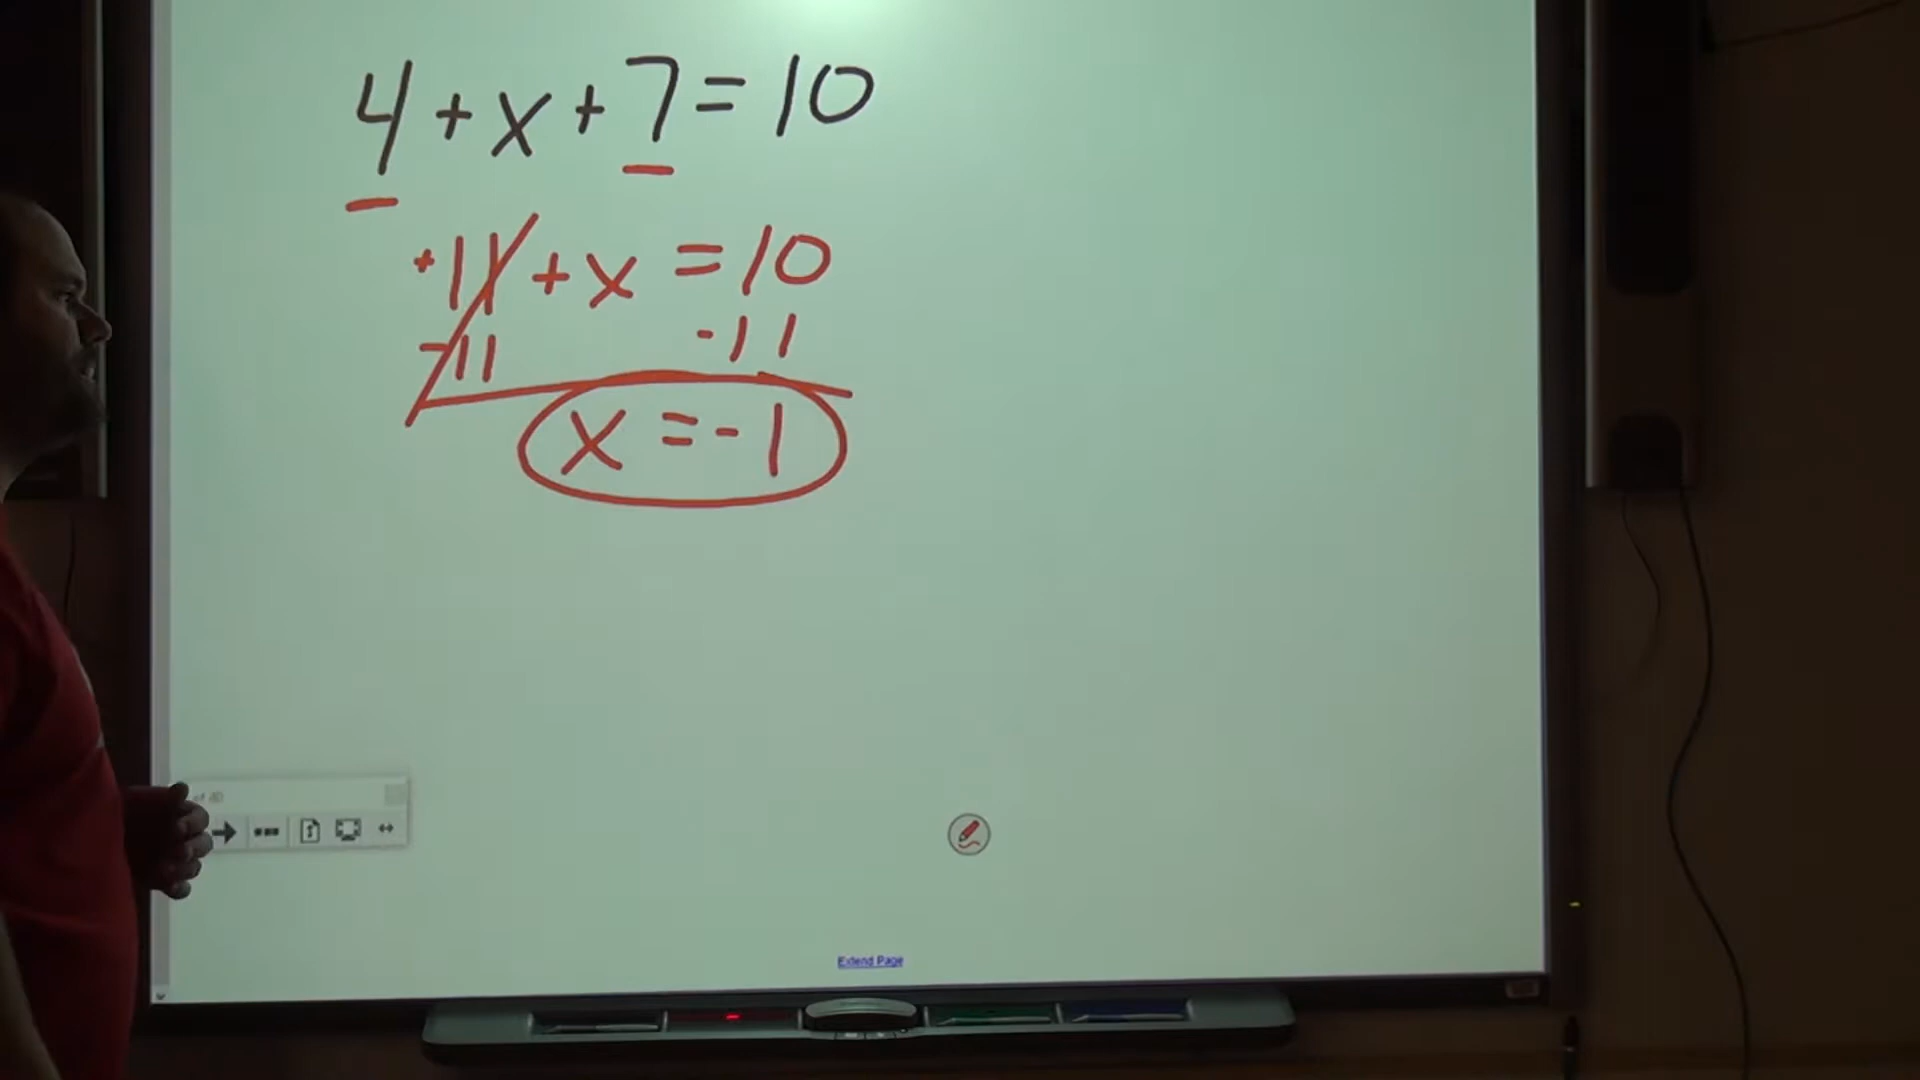 4 + x + 7 = 10
+11 + x = 10
-11 -11
x = -1
Extend Page